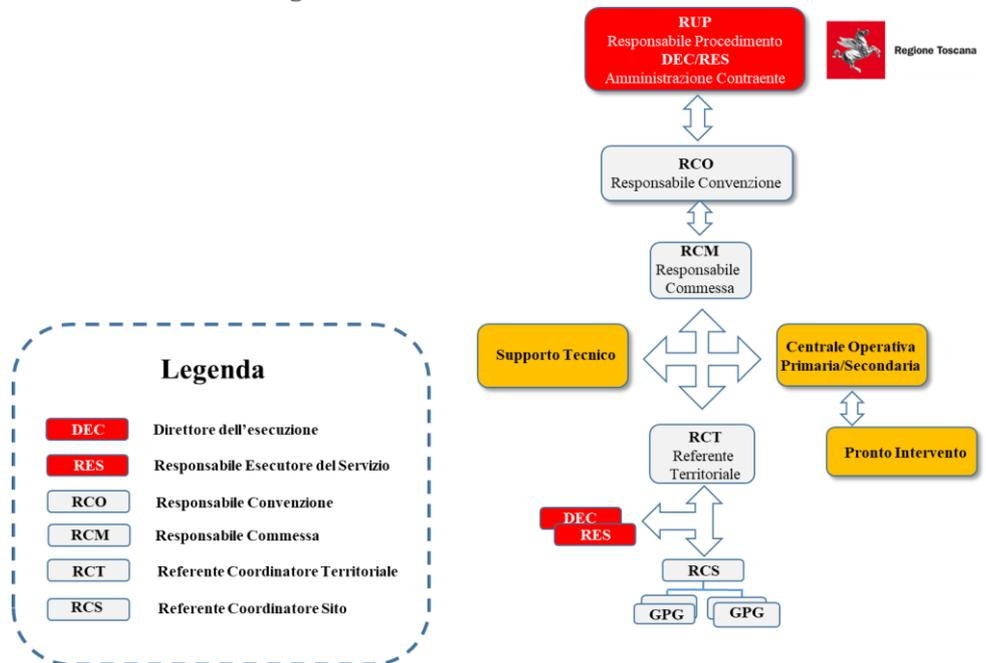 RUP
Responsabile Procedimento
DEC/RES
Amministrazione Contraente
Regione Toscana
RCO
Responsabile Convenzione
RCM
Responsabile
Commessa
Supporto Tecnico
Centrale Operativa
Primaria/Secondaria
Pronto Intervento
RCT
Referente
Territoriale
DEC
RES
RCS
GPG
GPG
Legenda
DEC Direttore dell'esecuzione
RES Responsabile Esecutore del Servizio
RCO Responsabile Convenzione
RCM Responsabile Commessa
RCT Referente Coordinatore Territoriale
RCS Referente Coordinatore Sito